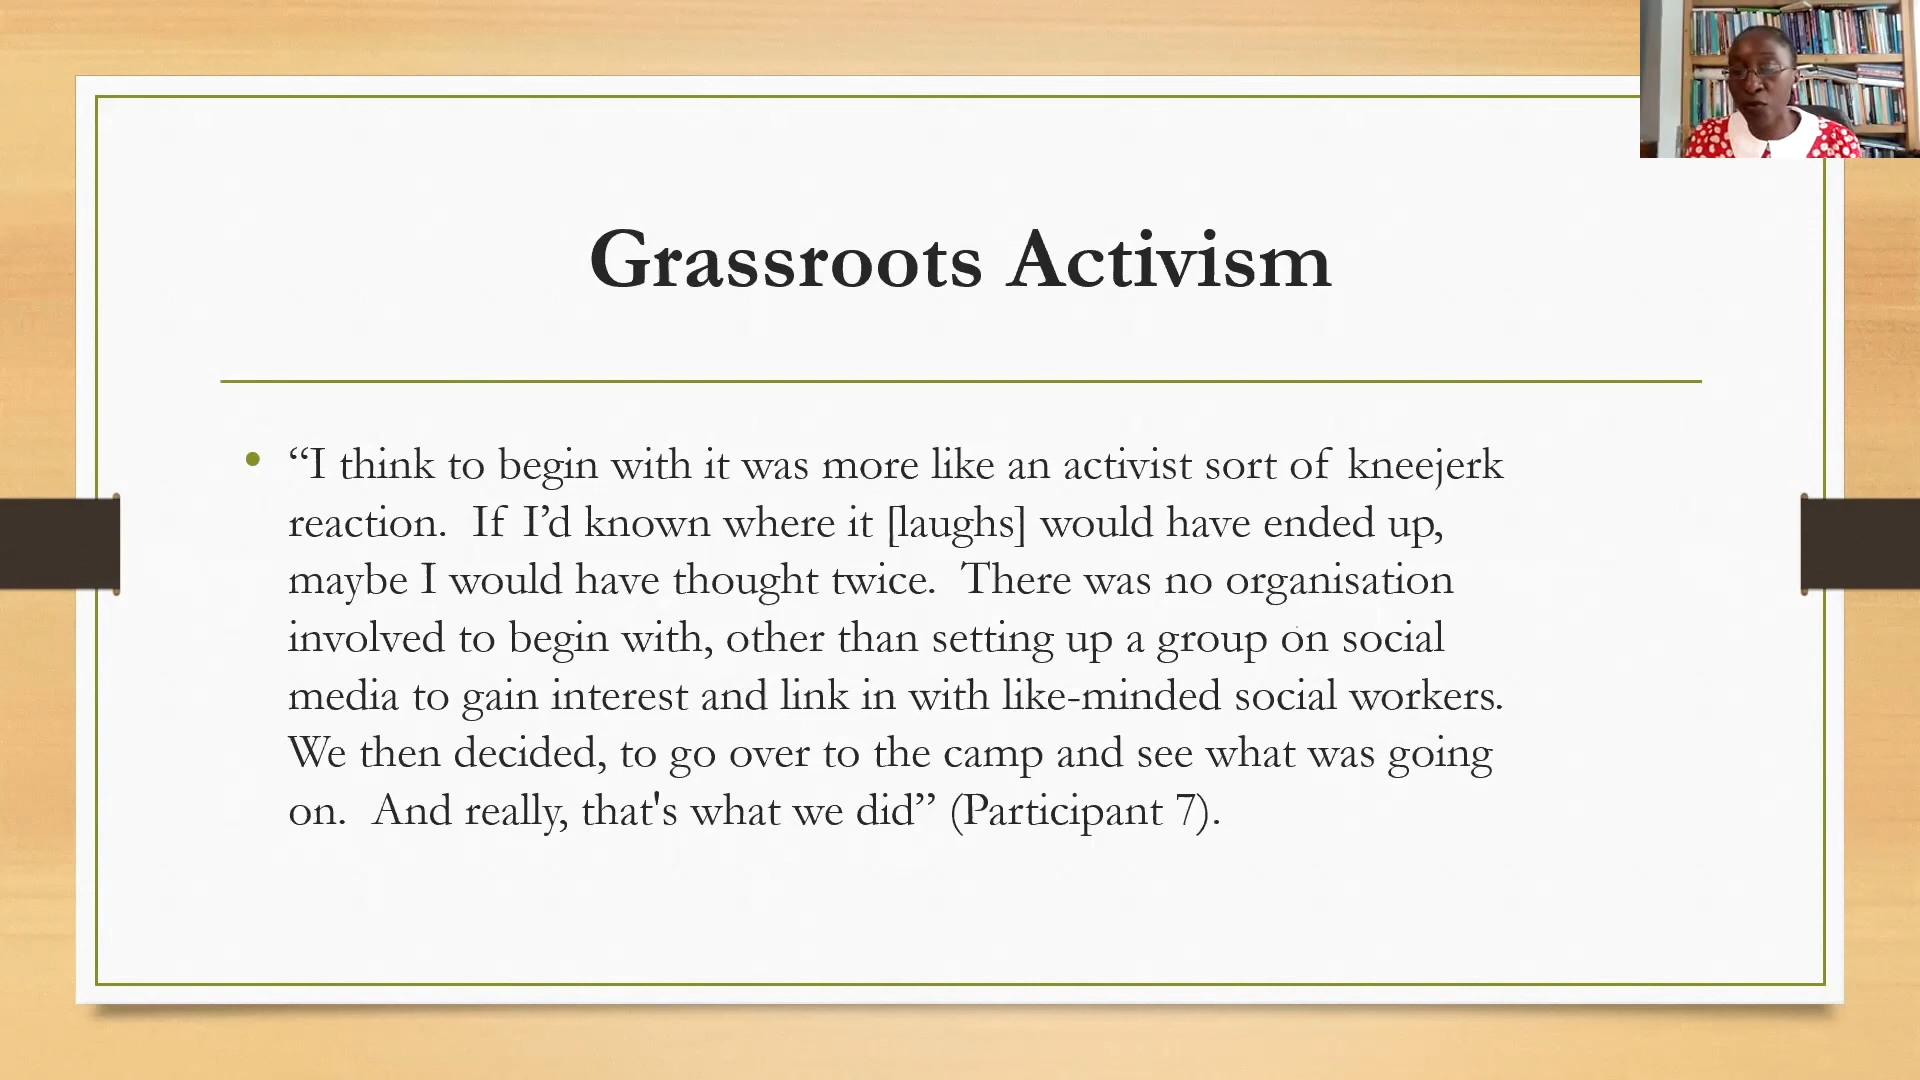 Grassroots Activism
• “I think to begin with it was more like an activist sort of kneejerk
reaction.  If I’d known where it [laughs] would have ended up,
maybe I would have thought twice.  There was no organisation
involved to begin with, other than setting up a group on social
media to gain interest and link in with like-minded social workers.
We then decided, to go over to the camp and see what was going
on.  And really, that's what we did” (Participant 7).